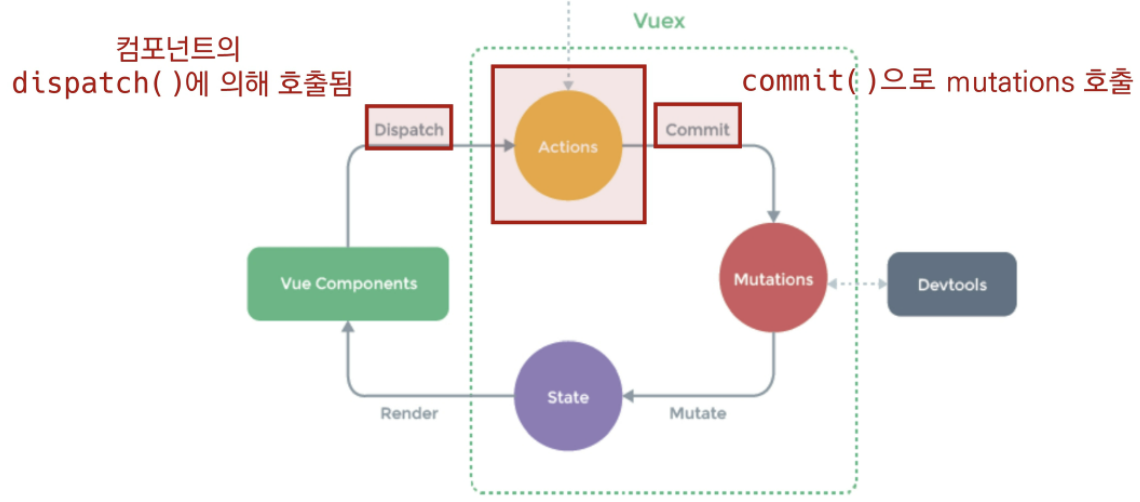 Vuex
컴포넌트의
dispatch()에 의해 호출됨
commit()으로 mutations 호출
Dispatch
Actions
Commit
Vue Components
Mutations
Devtools
State
Render
Mutate